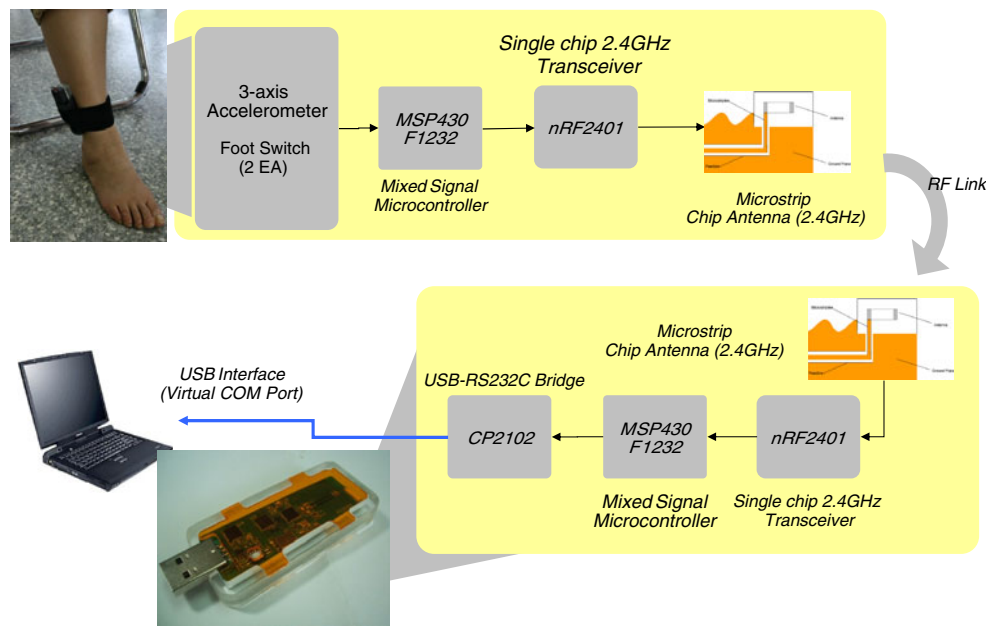 Single chip 2.4GHz
Transceiver
3-axis
Accelerometer
Foot Switch
(2 EA)
MSP430
F1232
nRF2401
Mixed Signal
Microcontroller
Microstrip
Chip Antenna (2.4GHz)
RF Link
Microstrip
Chip Antenna (2.4GHz)
USB Interface
(Virtual COM Port)
USB-RS232C Bridge
CP2102
MSP430
F1232
nRF2401
Mixed Signal
Microcontroller
Single chip 2.4GHz
Transceiver